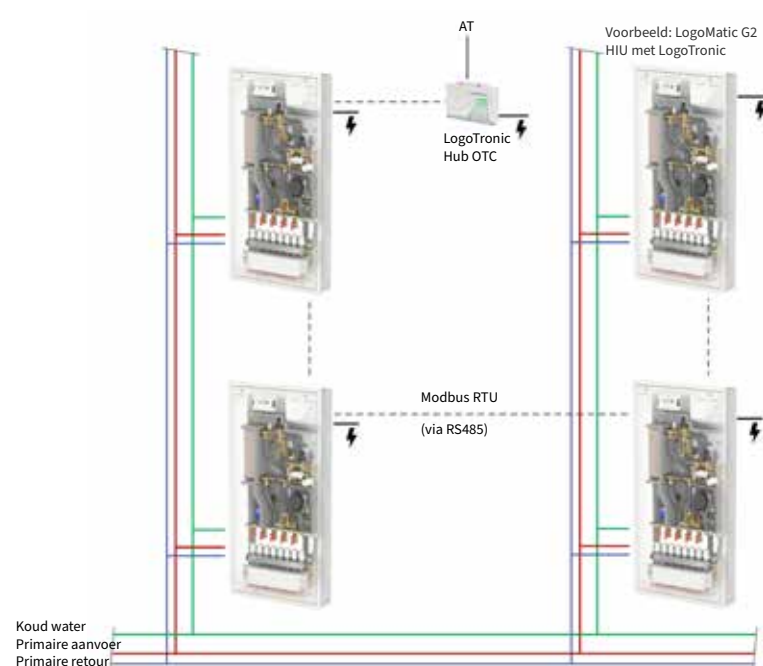 AT
Voorbeeld: LogoMatic G2
HIU met LogoTronic
LogoTronic
Hub OTC
Modbus RTU
(via RS485)
Koud water
Primaire aanvoer
Primaire retour